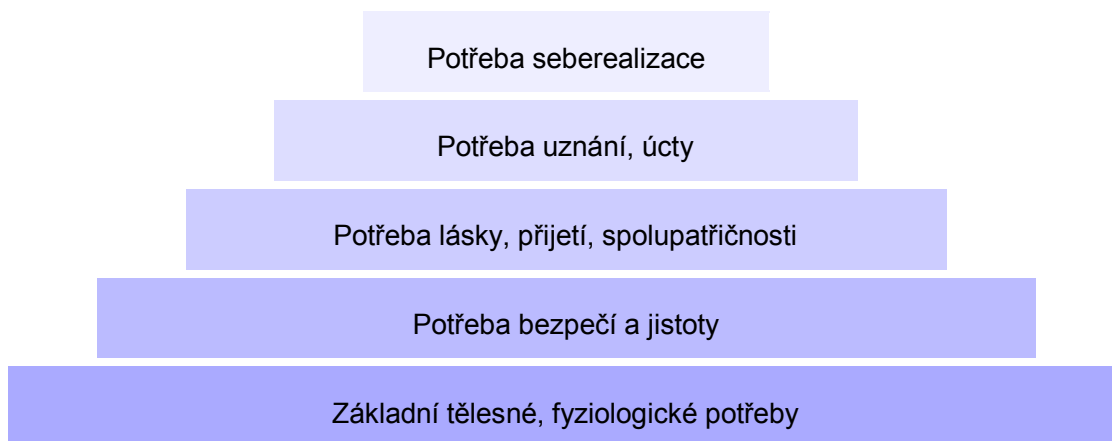 Potřeba seberealizace
Potřeba uznání, úcty
Potřeba lásky, přijetí, spolupatřičnosti
Potřeba bezpečí a jistoty
Základní tělesné, fyziologické potřeby